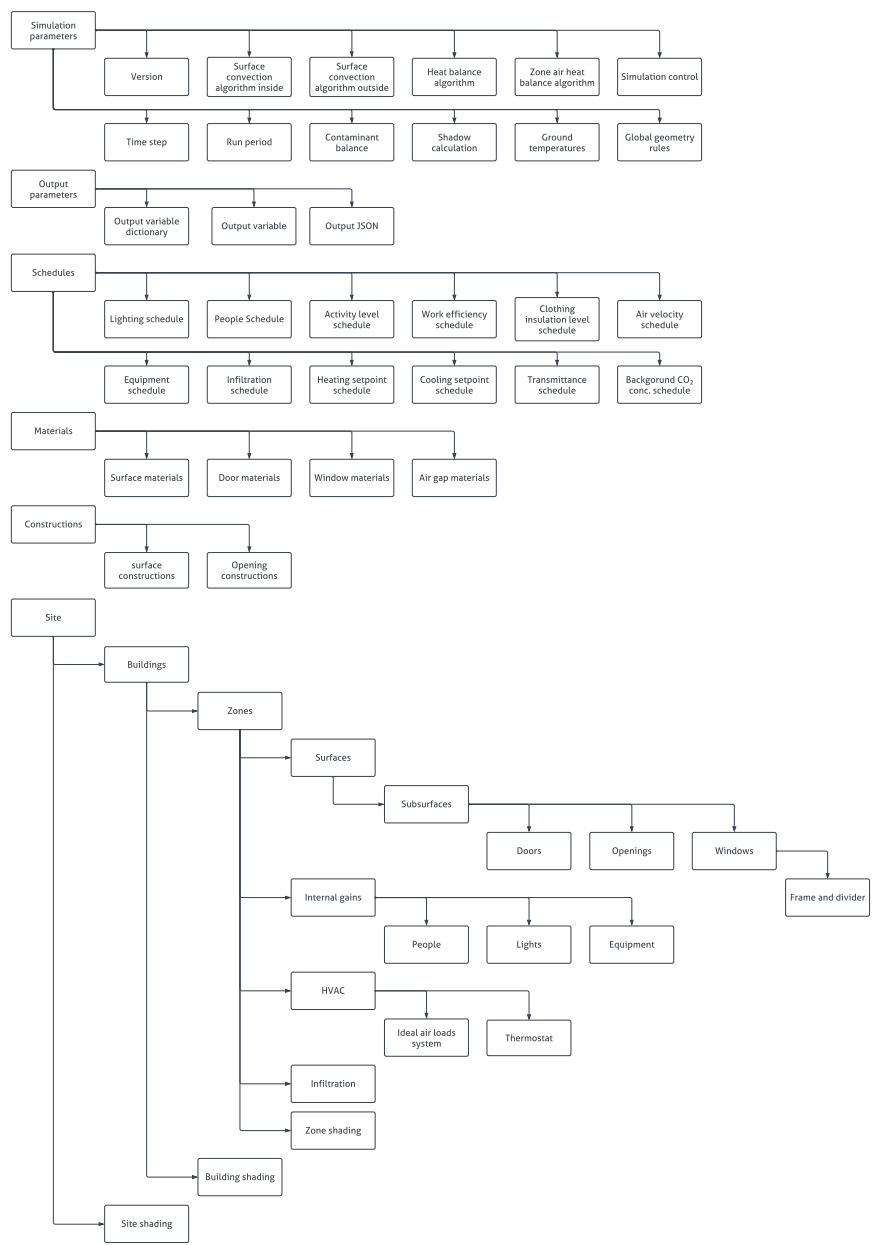 Simulation
parameters
Version
Surface
convection
algorithm inside
Surface
convection
algorithm outside
Heat balance
algorithm
Zone air heat
balance algorithm
Simulation control
Time step
Run period
Contaminant
balance
Shadow
calculation
Ground
temperatures
Global geometry
rules
Output
parameters
Output variable
dictionary
Output variable
Output JSON
Schedules
Lighting schedule
People Schedule
Activity level
schedule
Work efficiency
schedule
Clothing
insulation level
schedule
Air velocity
schedule
Equipment
schedule
Infiltration
schedule
Heating setpoint
schedule
Cooling setpoint
schedule
Transmittance
schedule
Backgorund CO₂
conc. schedule
Materials
Surface materials
Door materials
Window materials
Air gap materials
Constructions
surface
constructions
Opening
constructions
Site
Buildings
Zones
Surfaces
Subsurfaces
Doors
Openings
Windows
Frame and divider
Internal gains
People
Lights
Equipment
HVAC
Ideal air loads
system
Thermostat
Infiltration
Zone shading
Building shading
Site shading